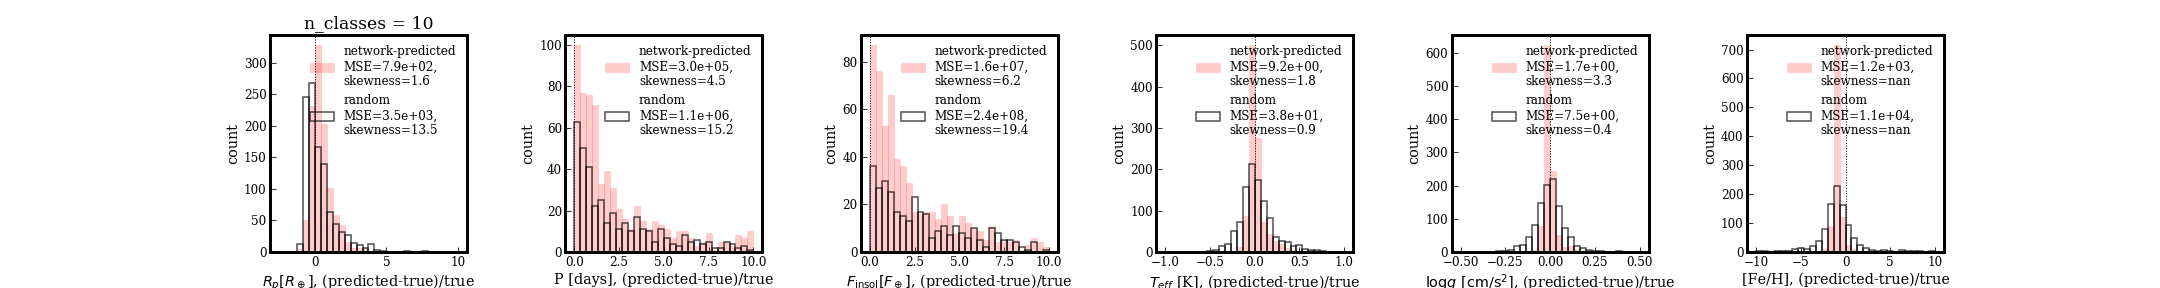 n_classes = 10
count
0
50
100
150
200
250
300
network-predicted
MSE=7.9e+02,
skewness=1.6
random
MSE=3.5e+03,
skewness=13.5
0
5
10
R_p[R_⊕], (predicted-true)/true
count
0
20
40
60
80
100
network-predicted
MSE=3.0e+05,
skewness=4.5
random
MSE=1.1e+06,
skewness=15.2
0.0
2.5
5.0
7.5
10.0
P [days], (predicted-true)/true
count
0
20
40
60
80
network-predicted
MSE=1.6e+07,
skewness=6.2
random
MSE=2.4e+08,
skewness=19.4
0.0
2.5
5.0
7.5
10.0
F_insol[F_⊕], (predicted-true)/true
count
0
100
200
300
400
500
network-predicted
MSE=9.2e+00,
skewness=1.8
random
MSE=3.8e+01,
skewness=0.9
−1.0
−0.5
0.0
0.5
1.0
T_eff [K], (predicted-true)/true
count
0
100
200
300
400
500
600
network-predicted
MSE=1.7e+00,
skewness=3.3
random
MSE=7.5e+00,
skewness=0.4
−0.50
−0.25
0.00
0.25
0.50
logg [cm/s²], (predicted-true)/true
count
0
100
200
300
400
500
600
700
network-predicted
MSE=1.2e+03,
skewness=nan
random
MSE=1.1e+04,
skewness=nan
−10
−5
0
5
10
[Fe/H], (predicted-true)/true